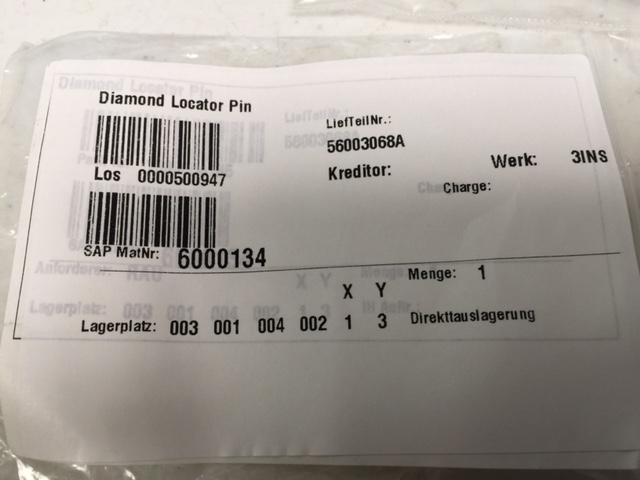 Diamond Locator Pin
LiefTeilNr.:
56003068A
Los 0000500947
Kreditor:
Werk: 3INS
Charge:
SAP MatNr: 6000134
Menge: 1
X Y
Lagerplatz: 003 001 004 002 1 3 Direkttauslagerung